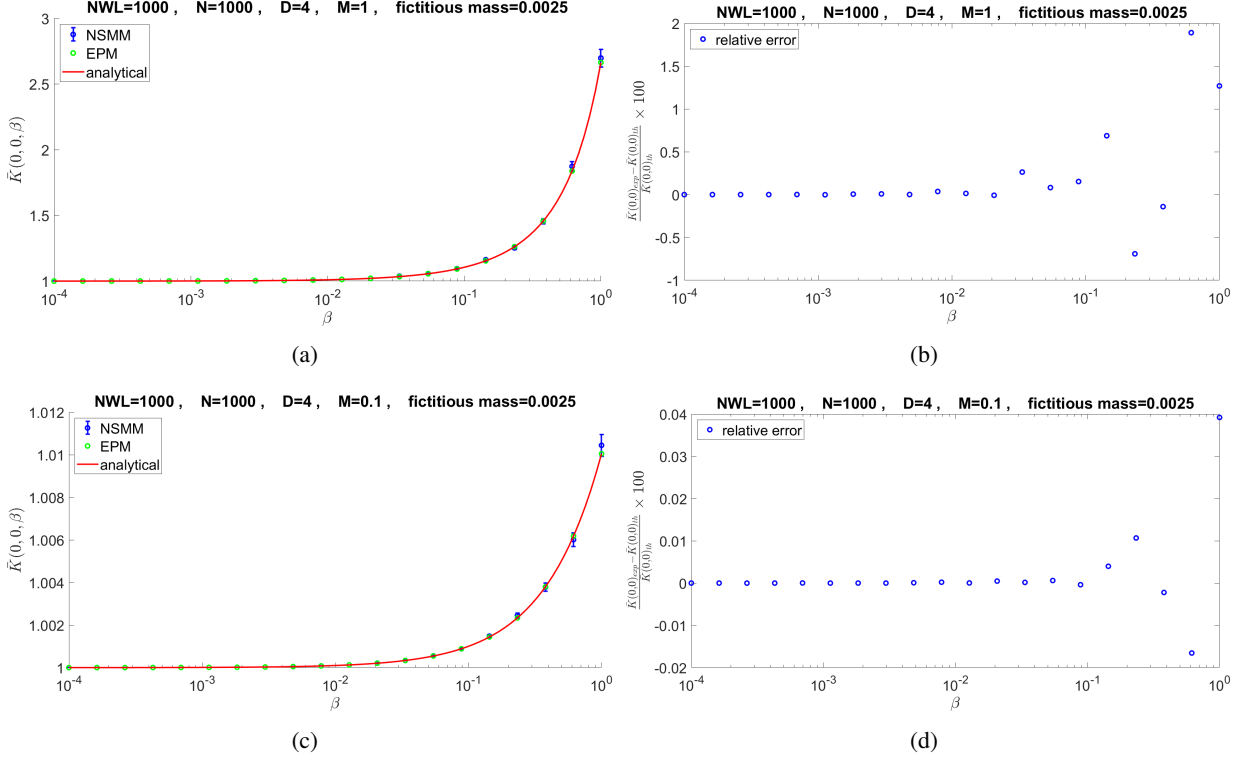 NWL=1000 , N=1000 , D=4 , M=1 , fictitious mass=0.0025
NSMM
EPM
analytical
3
2.5
2
1.5
1
K̄(0, 0, β)
10⁻⁴ 10⁻³ 10⁻² 10⁻¹ 10⁰
β
(a)
NWL=1000 , N=1000 , D=4 , M=1 , fictitious mass=0.0025
relative error
2
1.5
1
0.5
0
-0.5
-1
K̄(0,0)ₑₓₚ−K̄(0,0)ₜₕ / K̄(0,0)ₜₕ × 100
10⁻⁴ 10⁻³ 10⁻² 10⁻¹ 10⁰
β
(b)
NWL=1000 , N=1000 , D=4 , M=0.1 , fictitious mass=0.0025
NSMM
EPM
analytical
1.012
1.01
1.008
1.006
1.004
1.002
1
K̄(0, 0, β)
10⁻⁴ 10⁻³ 10⁻² 10⁻¹ 10⁰
β
(c)
NWL=1000 , N=1000 , D=4 , M=0.1 , fictitious mass=0.0025
relative error
0.04
0.03
0.02
0.01
0
-0.01
-0.02
K̄(0,0)ₑₓₚ−K̄(0,0)ₜₕ / K̄(0,0)ₜₕ × 100
10⁻⁴ 10⁻³ 10⁻² 10⁻¹ 10⁰
β
(d)